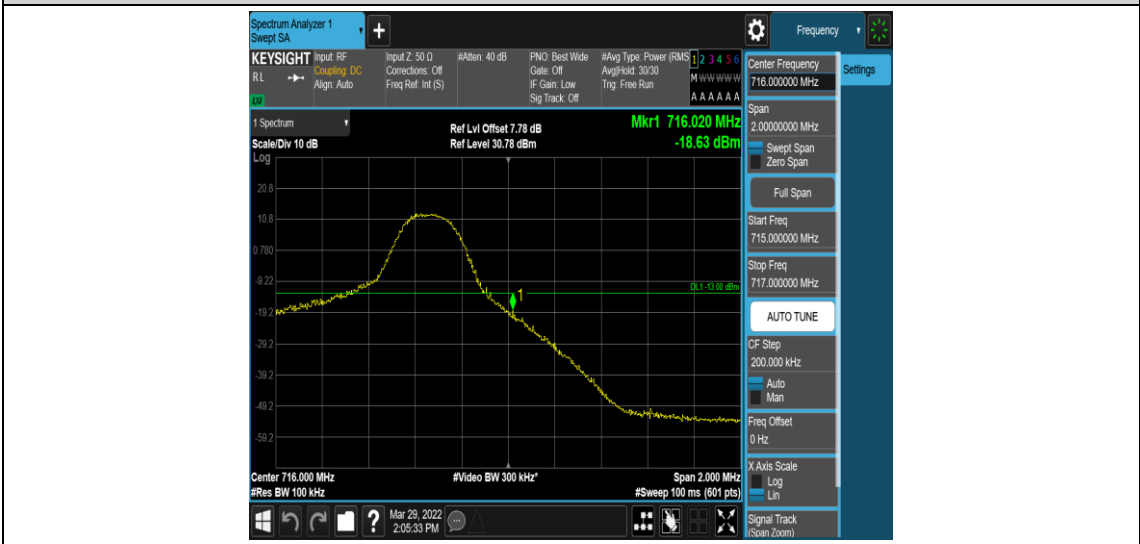 Spectrum Analyzer 1
Swept SA
+
Frequency
KEYSIGHT
RL
LXI
Input: RF
Coupling: DC
Align: Auto
Input Z: 50 Ω
Corrections: Off
Freq Ref: Int (S)
#Atten: 40 dB
PNO: Best Wide
Gate: Off
IF Gain: Low
Sig Track: Off
#Avg Type: Power (RMS
Avg|Hold: 30/30
Trig: Free Run
1 2 3 4 5 6
M W W W W W
A A A A A A
1 Spectrum
Scale/Div 10 dB
Log
Ref Lvl Offset 7.78 dB
Ref Level 30.78 dBm
Mkr1 716.020 MHz
-18.63 dBm
20.8
10.8
0.780
-9.22
-19.2
-29.2
-39.2
-49.2
-59.2
DL1 -13.00 dBm
1
Center 716.000 MHz
#Res BW 100 kHz
#Video BW 300 kHz*
Span 2.000 MHz
#Sweep 100 ms (601 pts)
Center Frequency
716.000000 MHz
Settings
Span
2.00000000 MHz
Swept Span
Zero Span
Full Span
Start Freq
715.000000 MHz
Stop Freq
717.000000 MHz
AUTO TUNE
CF Step
200.000 kHz
Auto
Man
Freq Offset
0 Hz
X Axis Scale
Log
Lin
Signal Track
(Span Zoom)
?
Mar 29, 2022
2:05:33 PM